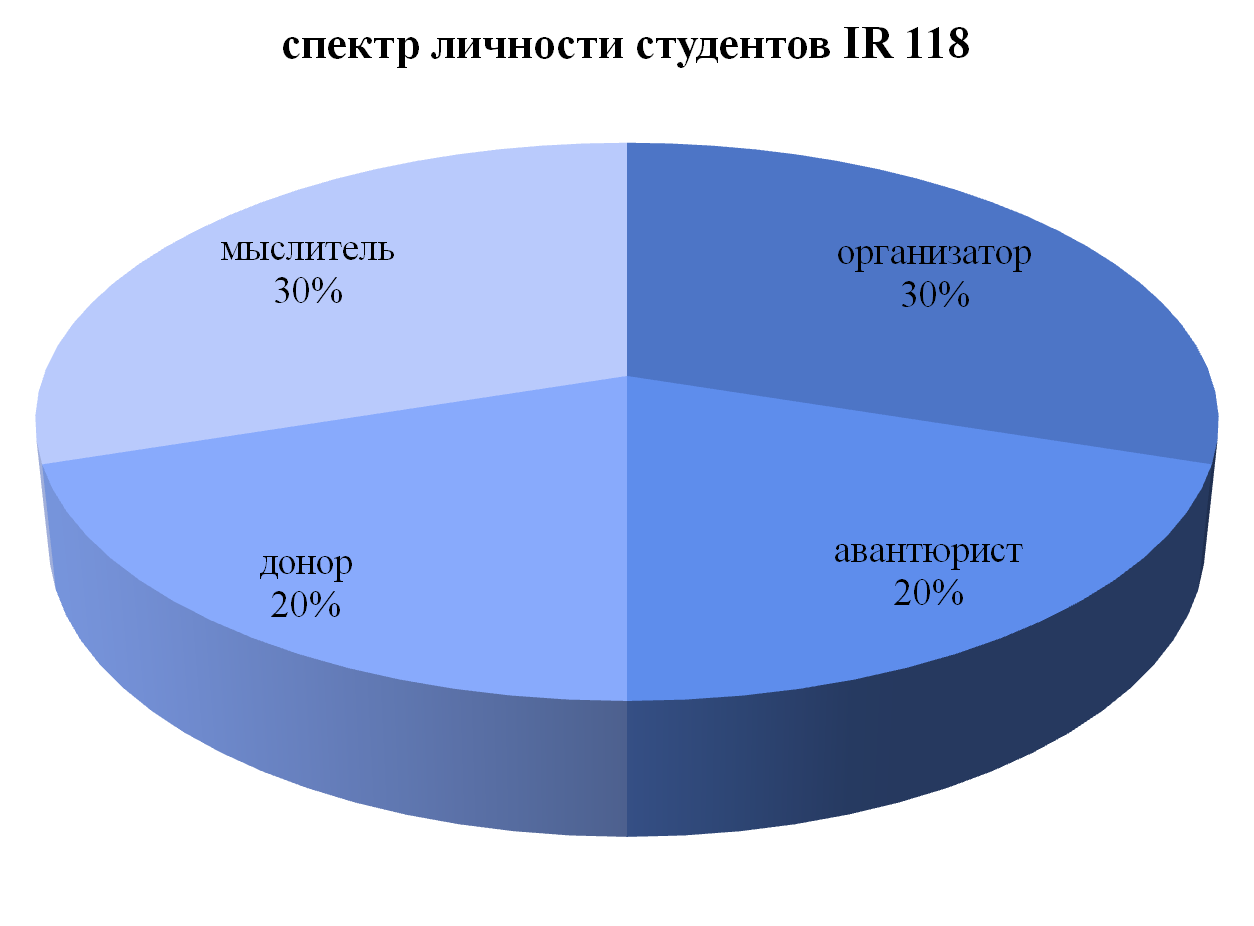 спектр личности студентов IR 118
мыслитель
30%
организатор
30%
донор
20%
авантюрист
20%